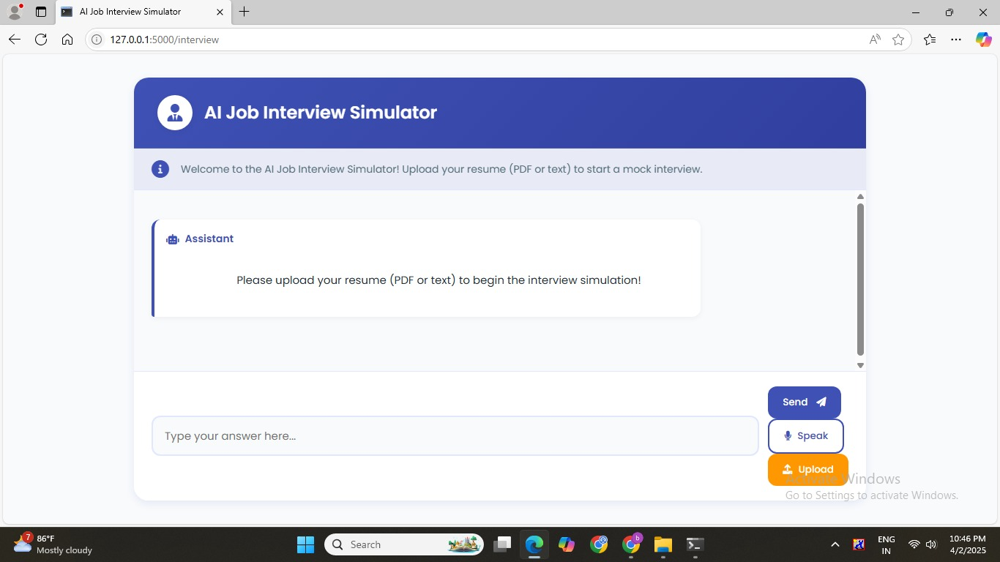 AI Job Interview Simulator
127.0.0.1:5000/interview
AI Job Interview Simulator
Welcome to the AI Job Interview Simulator! Upload your resume (PDF or text) to start a mock interview.
Assistant
Please upload your resume (PDF or text) to begin the interview simulation!
Send
Type your answer here...
Speak
Upload
Activate Windows
Go to Settings to activate Windows.
7
86°F
Mostly cloudy
Search
b
ENG
IN
10:46 PM
4/2/2025